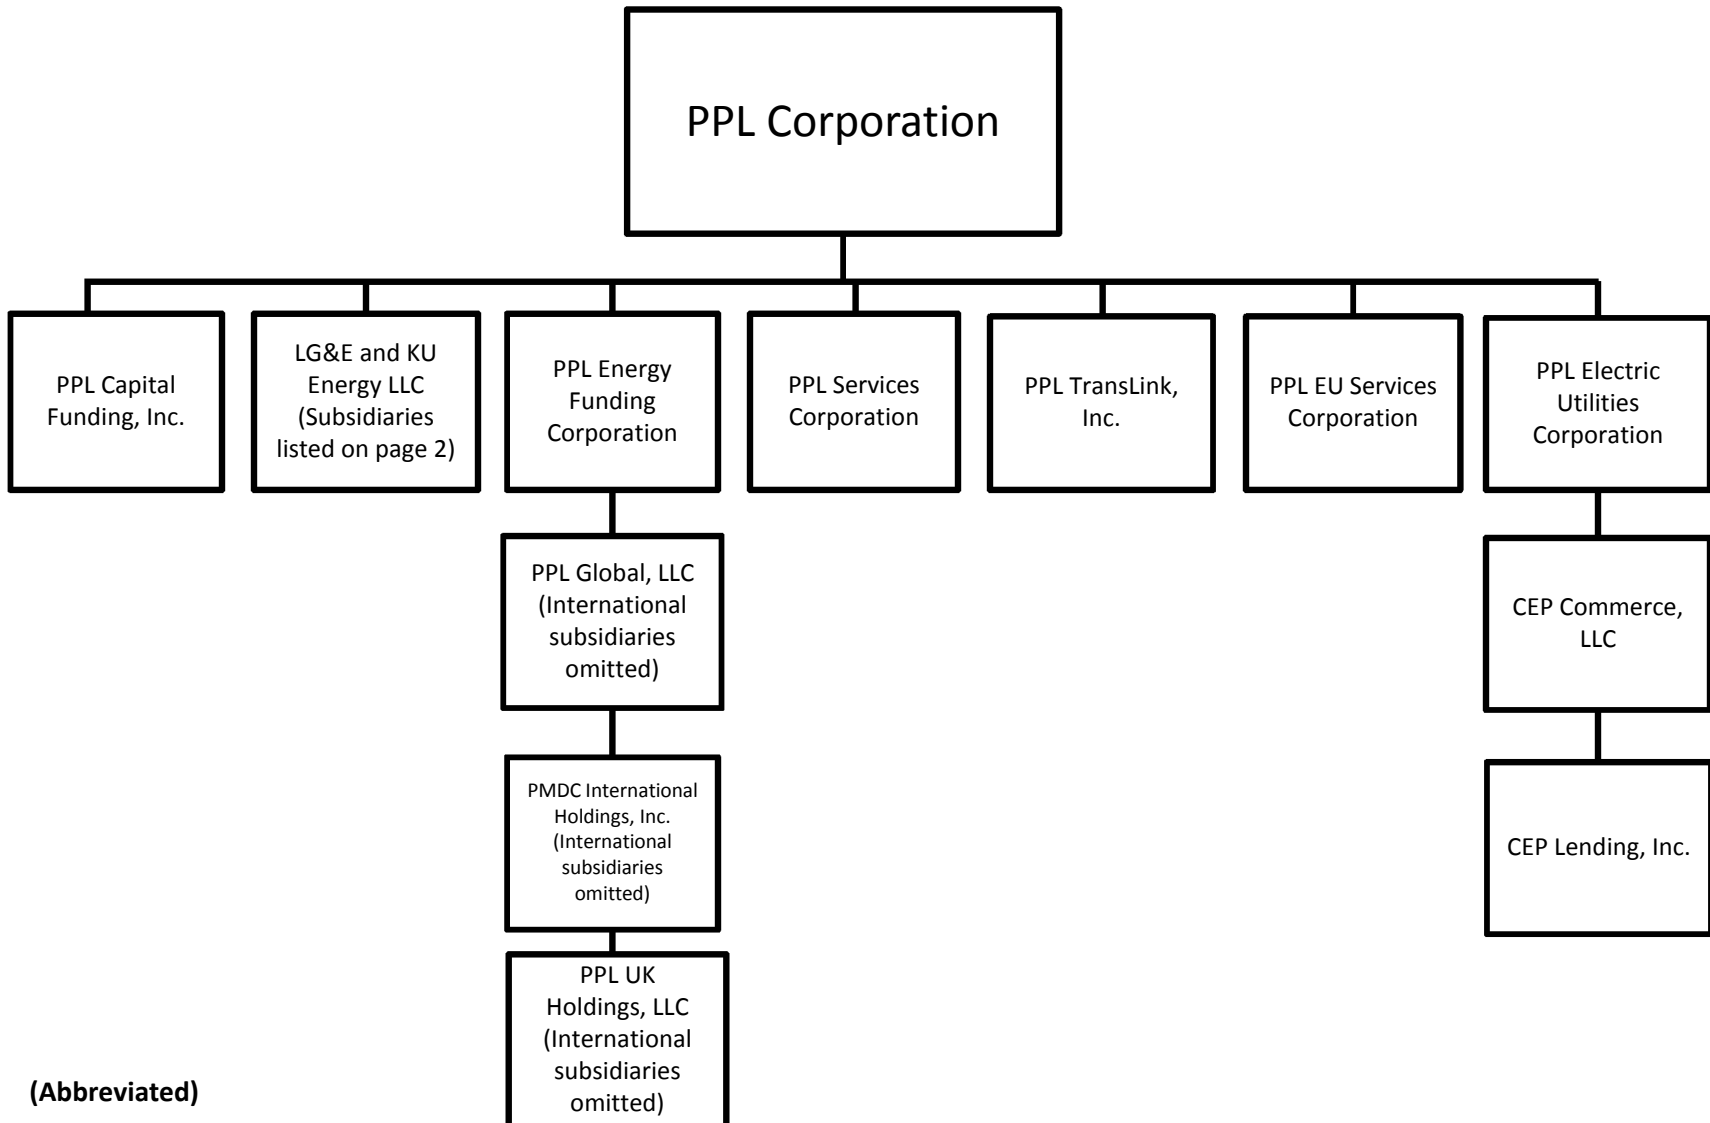 PPL Corporation
PPL Capital
Funding, Inc.
LG&E and KU
Energy LLC
(Subsidiaries
listed on page 2)
PPL Energy
Funding
Corporation
PPL Services
Corporation
PPL TransLink,
Inc.
PPL EU Services
Corporation
PPL Electric
Utilities
Corporation
PPL Global, LLC
(International
subsidiaries
omitted)
CEP Commerce,
LLC
PMDC International
Holdings, Inc.
(International
subsidiaries
omitted)
CEP Lending, Inc.
PPL UK
Holdings, LLC
(International
subsidiaries
omitted)
(Abbreviated)